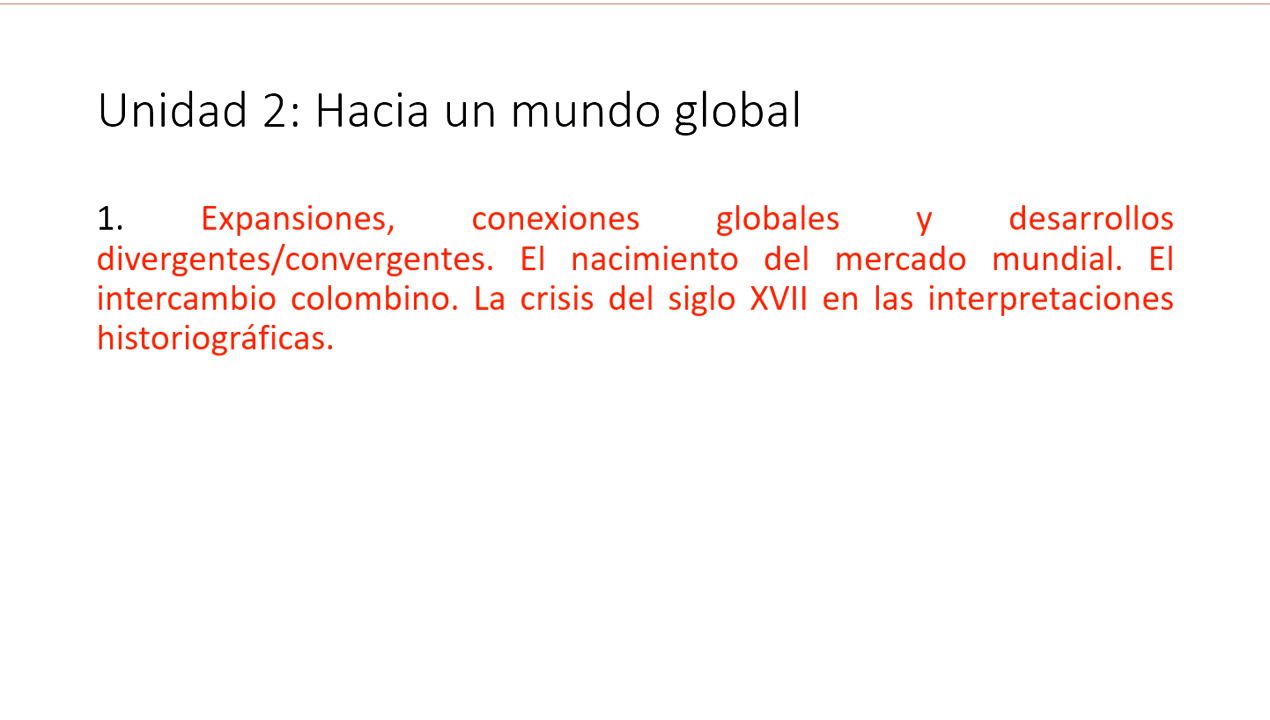 Unidad 2: Hacia un mundo global
1. Expansiones, conexiones globales y desarrollos
divergentes/convergentes. El nacimiento del mercado mundial. El
intercambio colombino. La crisis del siglo XVII en las interpretaciones
historiográficas.